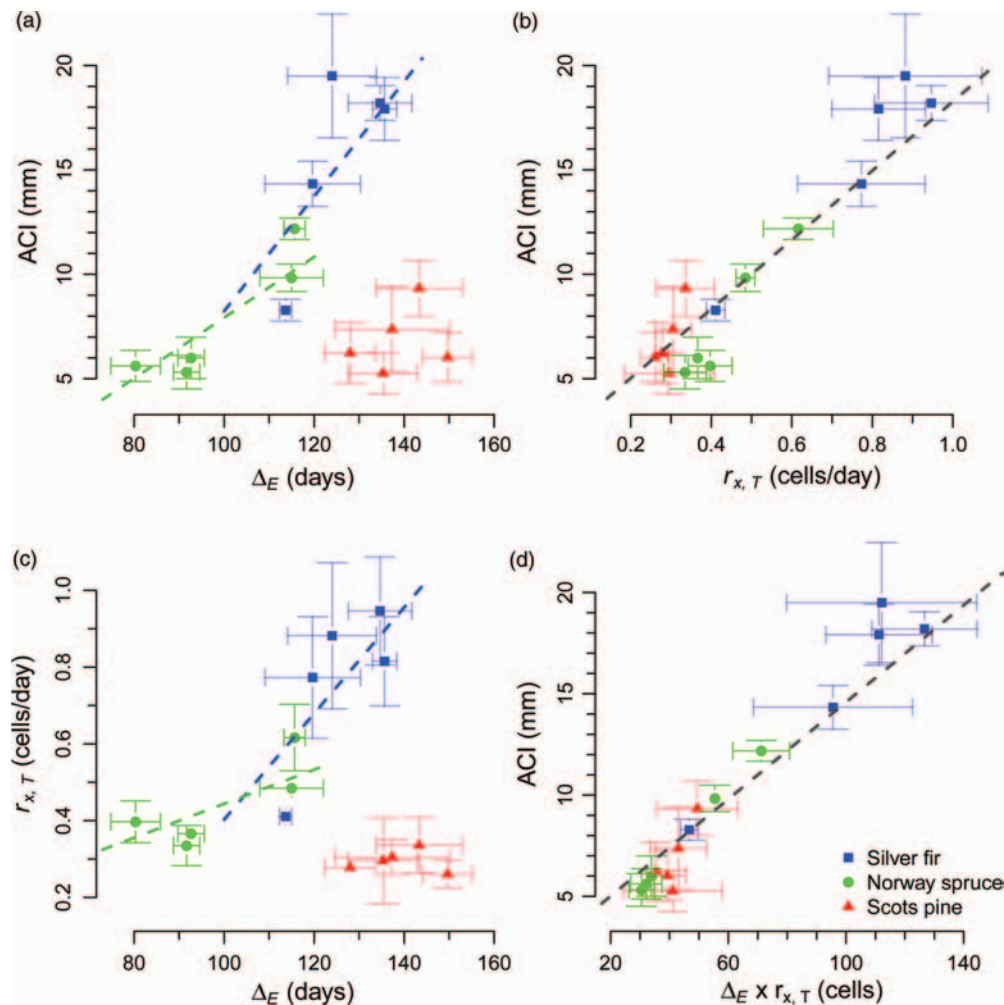 (a)
ACI (mm)
20
15
10
5
80 100 120 140 160
ΔE (days)
(b)
ACI (mm)
20
15
10
5
0.2 0.4 0.6 0.8 1.0
rx, T (cells/day)
(c)
rx, T (cells/day)
1.0
0.8
0.6
0.4
0.2
80 100 120 140 160
ΔE (days)
(d)
ACI (mm)
20
15
10
5
Silver fir
Norway spruce
Scots pine
20 60 100 140
ΔE x rx, T (cells)